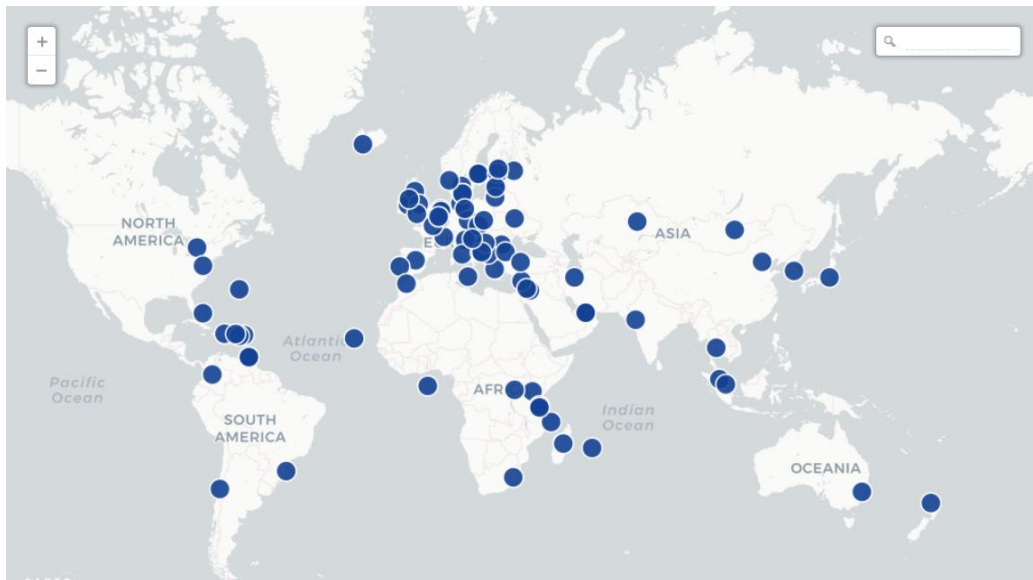 +
−
NORTH
AMERICA
ASIA
Atlantic
Ocean
Pacific
Ocean
AFR
Indian
Ocean
SOUTH
AMERICA
OCEANIA